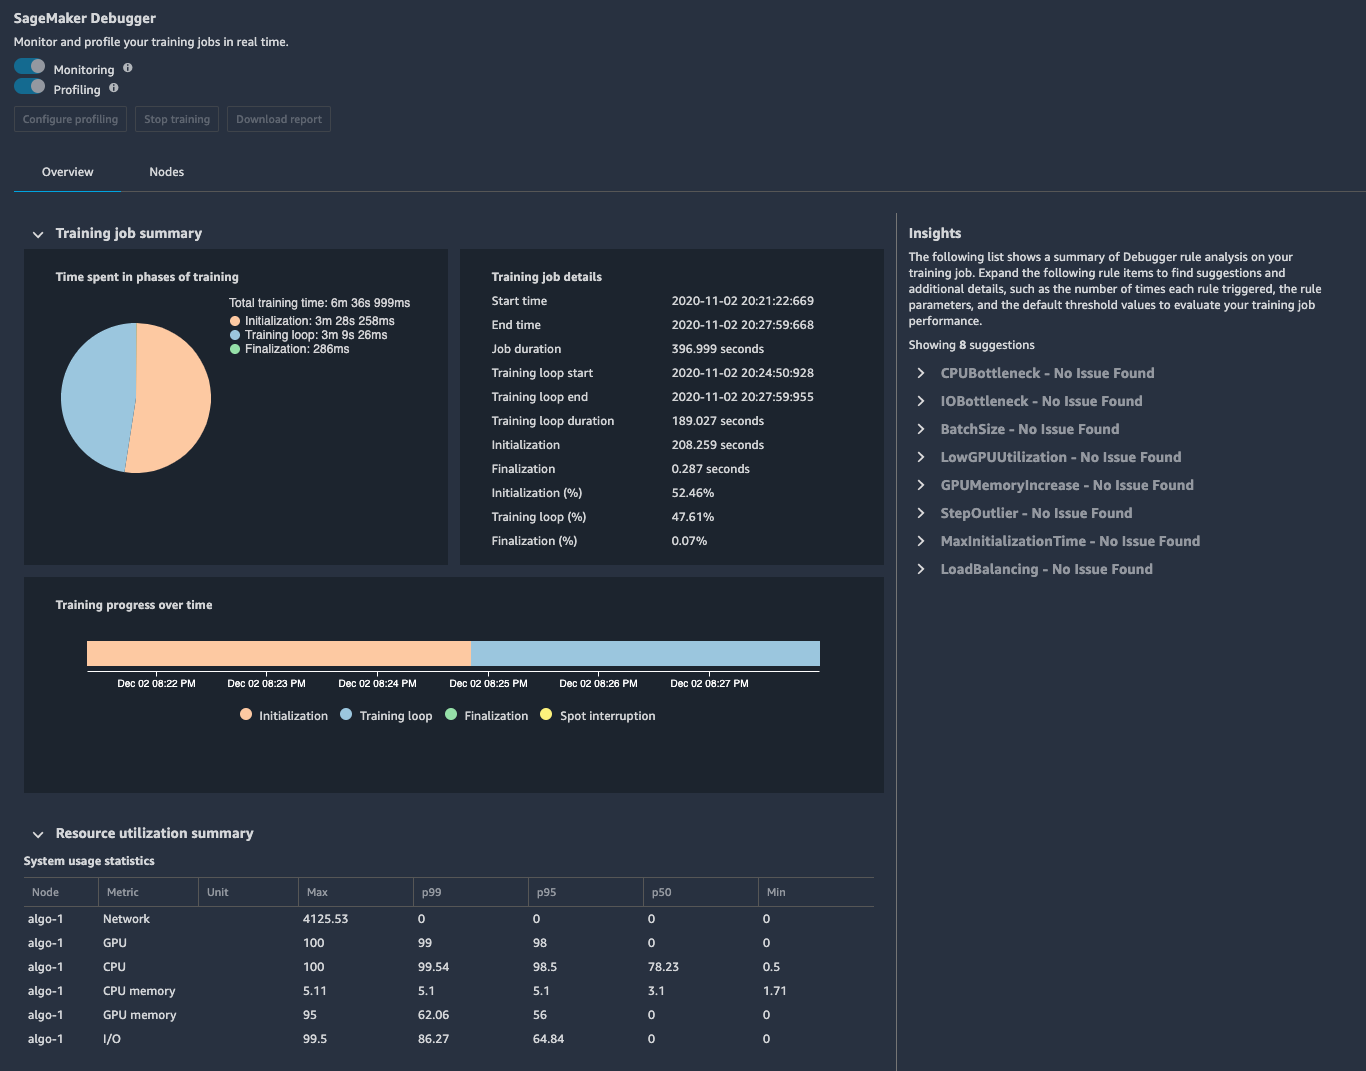 SageMaker Debugger
Monitor and profile your training jobs in real time.
Monitoring
Profiling
Configure profiling Stop training Download report
Overview Nodes
Training job summary
Time spent in phases of training
Total training time: 6m 36s 999ms
Initialization: 3m 28s 258ms
Training loop: 3m 9s 26ms
Finalization: 286ms
Training job details
Start time 2020-11-02 20:21:22:669
End time 2020-11-02 20:27:59:668
Job duration 396.999 seconds
Training loop start 2020-11-02 20:24:50:928
Training loop end 2020-11-02 20:27:59:955
Training loop duration 189.027 seconds
Initialization 208.259 seconds
Finalization 0.287 seconds
Initialization (%) 52.46%
Training loop (%) 47.61%
Finalization (%) 0.07%
Training progress over time
Dec 02 08:22 PM Dec 02 08:23 PM Dec 02 08:24 PM Dec 02 08:25 PM Dec 02 08:26 PM Dec 02 08:27 PM
Initialization Training loop Finalization Spot interruption
Resource utilization summary
System usage statistics
Node Metric Unit Max p99 p95 p50 Min
algo-1 Network 4125.53 0 0 0 0
algo-1 GPU 100 99 98 0 0
algo-1 CPU 100 99.54 98.5 78.23 0.5
algo-1 CPU memory 5.11 5.1 5.1 3.1 1.71
algo-1 GPU memory 95 62.06 56 0 0
algo-1 I/O 99.5 86.27 64.84 0 0
Insights
The following list shows a summary of Debugger rule analysis on your
training job. Expand the following rule items to find suggestions and
additional details, such as the number of times each rule triggered, the rule
parameters, and the default threshold values to evaluate your training job
performance.
Showing 8 suggestions
CPUBottleneck - No Issue Found
IOBottleneck - No Issue Found
BatchSize - No Issue Found
LowGPUUtilization - No Issue Found
GPUMemoryIncrease - No Issue Found
StepOutlier - No Issue Found
MaxInitializationTime - No Issue Found
LoadBalancing - No Issue Found